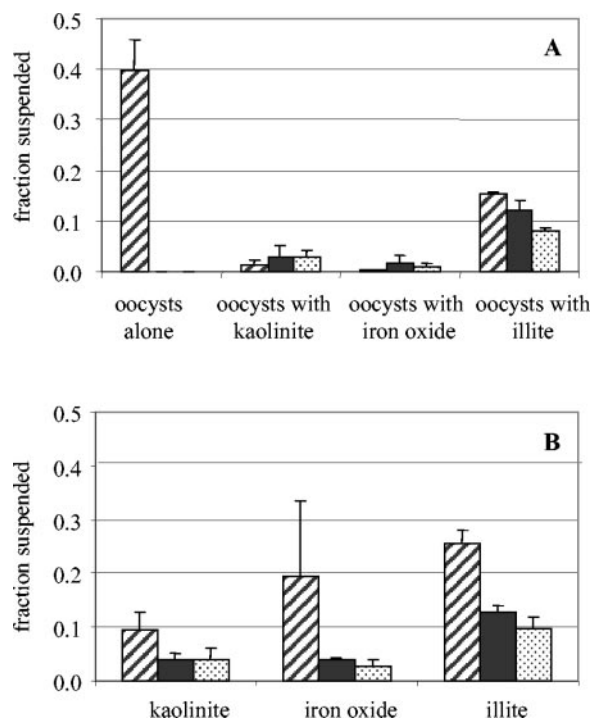 0.5
A
0.4
0.3
0.2
0.1
0.0
fraction suspended
oocysts alone
oocysts with kaolinite
oocysts with iron oxide
oocysts with illite
0.5
B
0.4
0.3
0.2
0.1
0.0
fraction suspended
kaolinite iron oxide illite